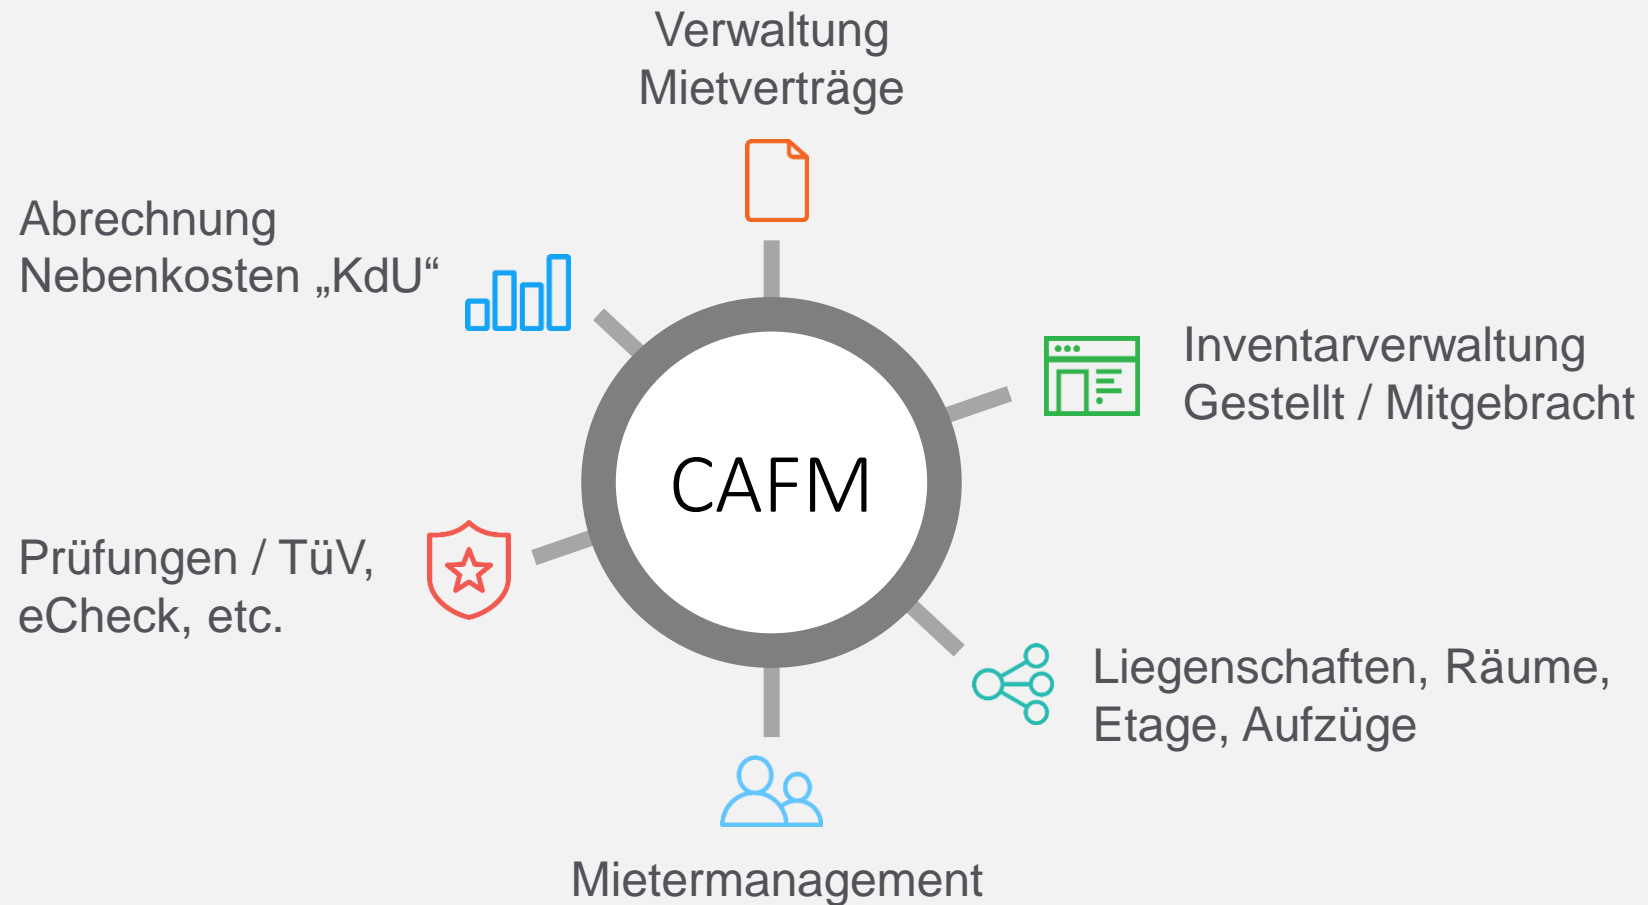 Verwaltung
Mietverträge
Abrechnung
Nebenkosten „KdU“
Inventarverwaltung
Gestellt / Mitgebracht
CAFM
Prüfungen / TüV,
eCheck, etc.
Liegenschaften, Räume,
Etage, Aufzüge
Mietermanagement